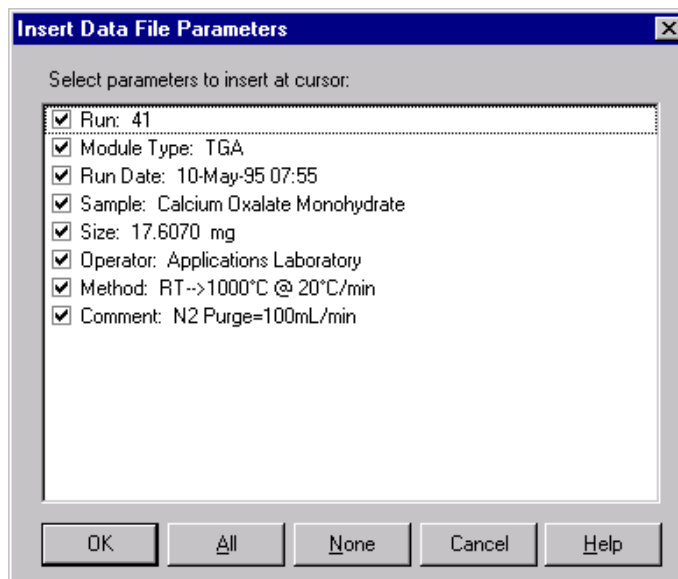 Insert Data File Parameters
Select parameters to insert at cursor:
Run: 41
Module Type: TGA
Run Date: 10-May-95 07:55
Sample: Calcium Oxalate Monohydrate
Size: 17.6070 mg
Operator: Applications Laboratory
Method: RT-->1000°C @ 20°C/min
Comment: N2 Purge=100mL/min
OK All None Cancel Help